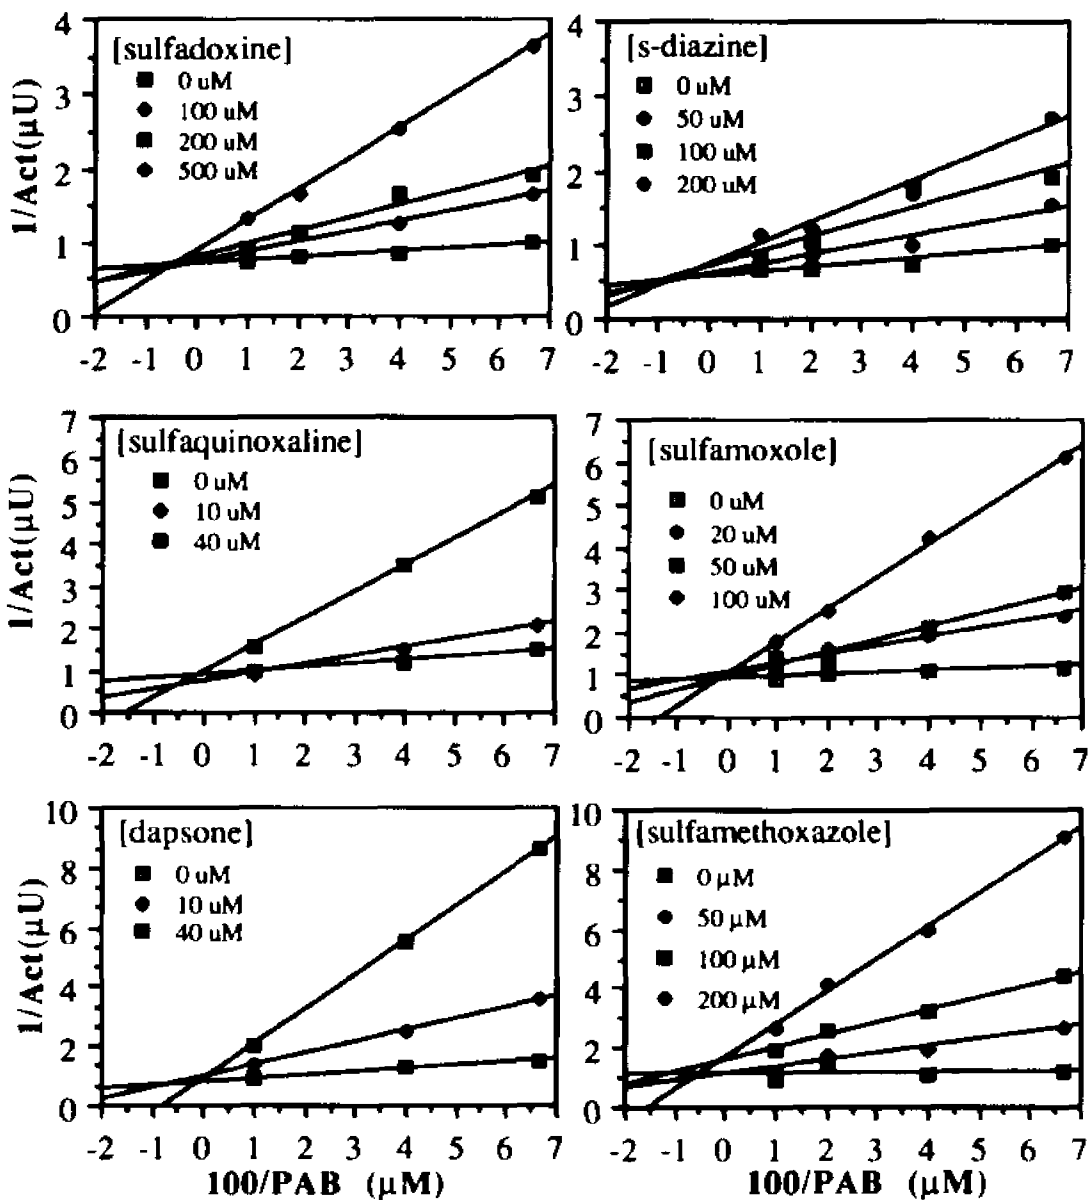 [sulfadoxine]
0 uM
100 uM
200 uM
500 uM
1/Act(µU)
4
3
2
1
0
-2 -1 0 1 2 3 4 5 6 7
[s-diazine]
0 uM
50 uM
100 uM
200 uM
4
3
2
1
0
-2 -1 0 1 2 3 4 5 6 7
[sulfaquinoxaline]
0 uM
10 uM
40 uM
1/Act(µU)
7
6
5
4
3
2
1
0
-2 -1 0 1 2 3 4 5 6 7
[sulfamoxole]
0 uM
20 uM
50 uM
100 uM
7
6
5
4
3
2
1
0
-2 -1 0 1 2 3 4 5 6 7
[dapsone]
0 uM
10 uM
40 uM
1/Act(µU)
10
8
6
4
2
0
-2 -1 0 1 2 3 4 5 6 7
100/PAB (µM)
[sulfamethoxazole]
0 µM
50 µM
100 µM
200 µM
10
8
6
4
2
0
-2 -1 0 1 2 3 4 5 6 7
100/PAB (µM)